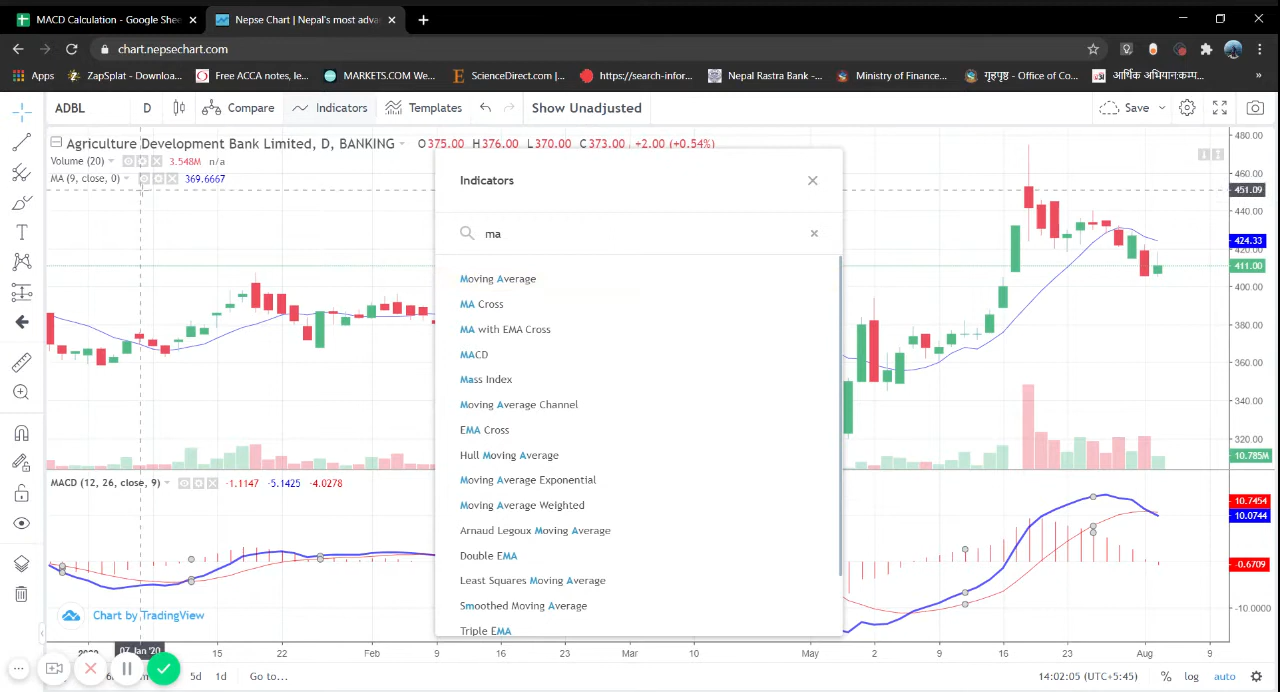 MACD Calculation - Google Shee
Nepse Chart | Nepal's most adva
chart.nepsechart.com
Apps
ZapSplat - Downloa...
Free ACCA notes, le...
MARKETS.COM We...
ScienceDirect.com |...
https://search-infor...
Nepal Rastra Bank -...
Ministry of Finance...
गृहपृष्ठ - Office of Co...
आर्थिक अभियान:कम्प...
»
ADBL
D
Compare
Indicators
Templates
Show Unadjusted
Save
Agriculture Development Bank Limited, D, BANKING
O375.00 H376.00 L370.00 C373.00 +2.00 (+0.54%)
Volume (20) 3.548M n/a
MA (9, close, 0) 369.6667
Indicators
ma
Moving Average
MA Cross
MA with EMA Cross
MACD
Mass Index
Moving Average Channel
EMA Cross
Hull Moving Average
Moving Average Exponential
Moving Average Weighted
Arnaud Legoux Moving Average
Double EMA
Least Squares Moving Average
Smoothed Moving Average
Triple EMA
480.00
460.00
451.09
440.00
424.33
420.00
411.00
400.00
380.00
360.00
340.00
320.00
10.785M
MACD (12, 26, close, 9) -1.1147 -5.1425 -4.0278
10.7454
10.0744
-0.6709
-10.0000
Chart by TradingView
07 Jan '20
15
22
Feb
9
16
23
Mar
10
May
2
9
16
23
Aug
9
5d
1d
Go to...
14:02:05 (UTC+5:45)
%
log
auto